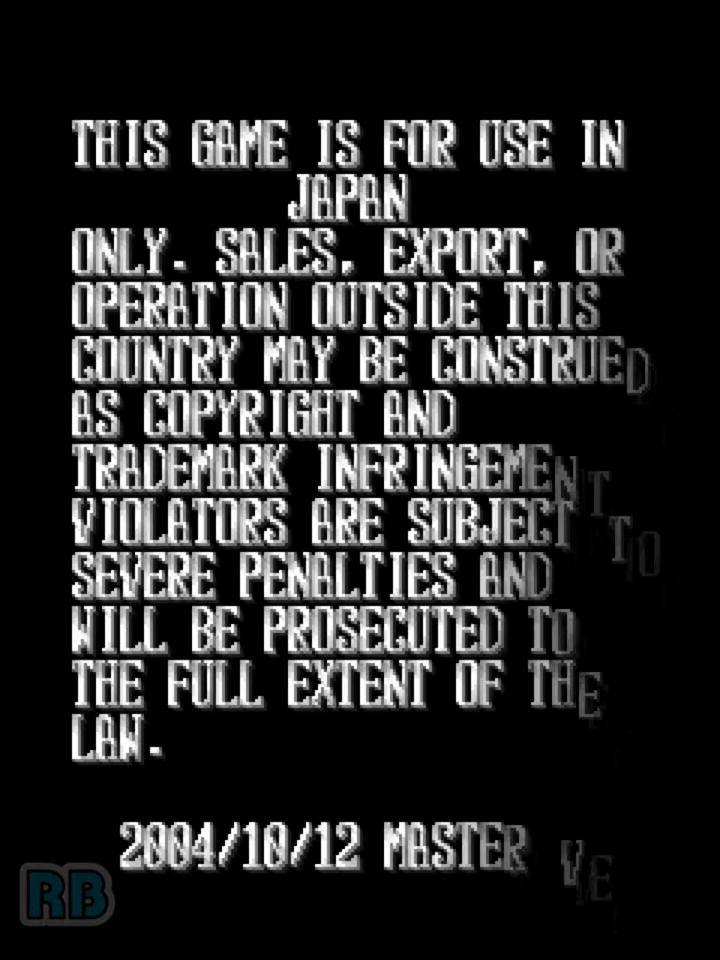 THIS GAME IS FOR USE IN
JAPAN
ONLY. SALES, EXPORT, OR
OPERATION OUTSIDE THIS
COUNTRY MAY BE CONSTRUED
AS COPYRIGHT AND
TRADEMARK INFRINGEMENT
VIOLATORS ARE SUBJECT TO
SEVERE PENALTIES AND
WILL BE PROSECUTED TO
THE FULL EXTENT OF THE
LAW.
2004/10/12 MASTER VE
RB